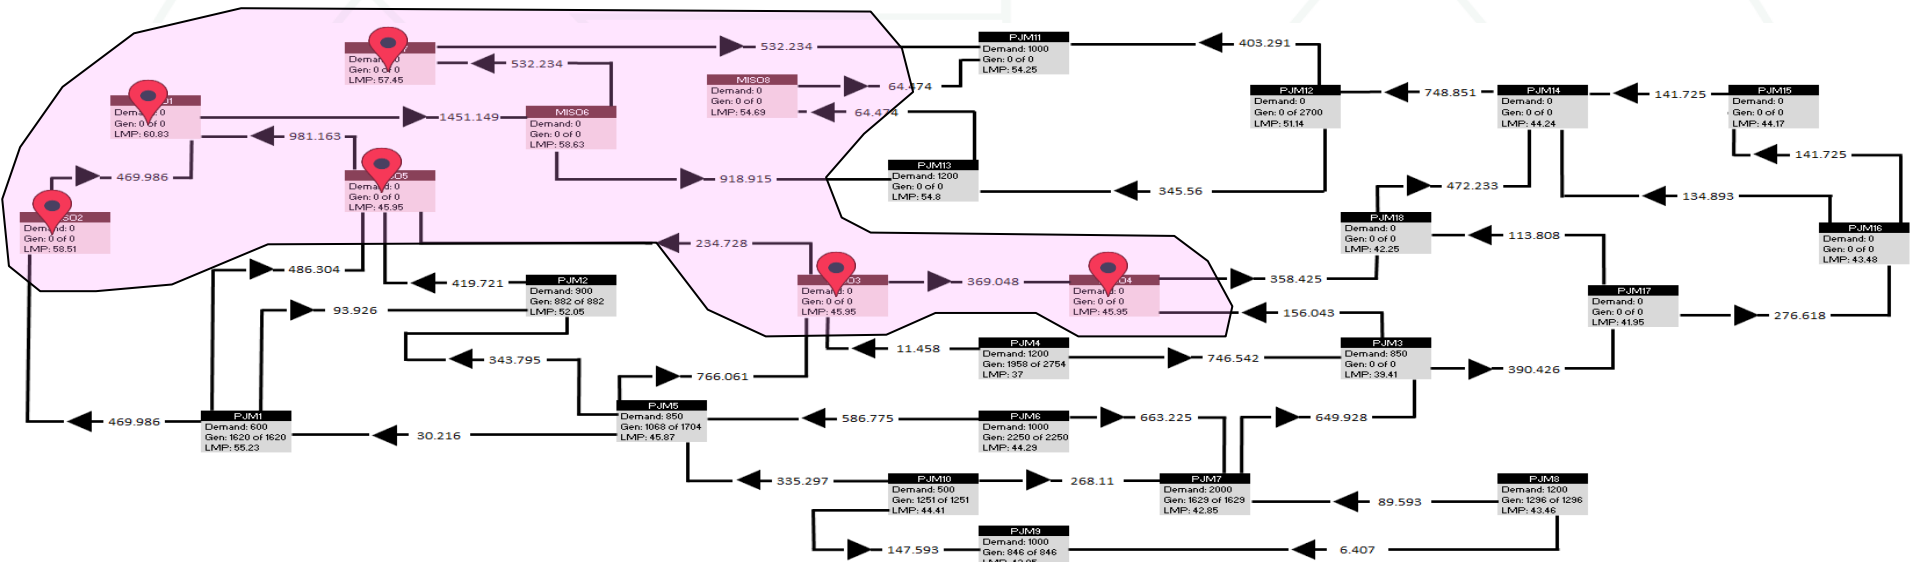 PJM11
Demand: 1000
Gen: 0 of 0
LMP: 54.25
532.234
403.291
Gen: 0 of 0
LMP: 57.45
532.234
MISO8
Demand: 0
Gen: 0 of 0
LMP: 54.69
64.474
64.474
PJM12
Demand: 0
Gen: 0 of 2700
LMP: 51.14
748.851
PJM14
Demand: 0
Gen: 0 of 0
LMP: 44.24
141.725
PJM15
Demand: 0
Gen: 0 of 0
LMP: 44.17
141.725
Gen: 0 of 0
LMP: 60.83
1451.149
MISO6
Demand: 0
Gen: 0 of 0
LMP: 58.63
981.163
469.986
918.915
PJM13
Demand: 1200
Gen: 0 of 0
LMP: 54.8
345.56
472.233
134.893
Gen: 0 of 0
LMP: 45.95
Gen: 0 of 0
LMP: 58.51
234.728
PJM18
Demand: 0
Gen: 0 of 0
LMP: 42.25
113.808
PJM16
Demand: 0
Gen: 0 of 0
LMP: 43.48
486.304
419.721
PJM2
Demand: 900
Gen: 882 of 882
LMP: 52.05
Gen: 0 of 0
LMP: 45.95
369.048
Gen: 0 of 0
LMP: 45.95
358.425
156.043
PJM17
Demand: 0
Gen: 0 of 0
LMP: 41.95
276.618
93.926
343.795
11.458
PJM4
Demand: 1200
Gen: 1958 of 2754
LMP: 37
746.542
PJM3
Demand: 850
Gen: 0 of 0
LMP: 39.41
390.426
766.061
469.986
PJM1
Demand: 600
Gen: 1620 of 1620
LMP: 55.23
30.216
PJM5
Demand: 850
Gen: 1068 of 1704
LMP: 45.87
586.775
PJM6
Demand: 1000
Gen: 2250 of 2250
LMP: 44.29
663.225
649.928
335.297
PJM10
Demand: 500
Gen: 1251 of 1251
LMP: 44.41
268.11
PJM7
Demand: 2000
Gen: 1629 of 1629
LMP: 42.85
89.593
PJM8
Demand: 1200
Gen: 1296 of 1296
LMP: 43.46
147.593
PJM9
Demand: 1000
Gen: 846 of 846
6.407